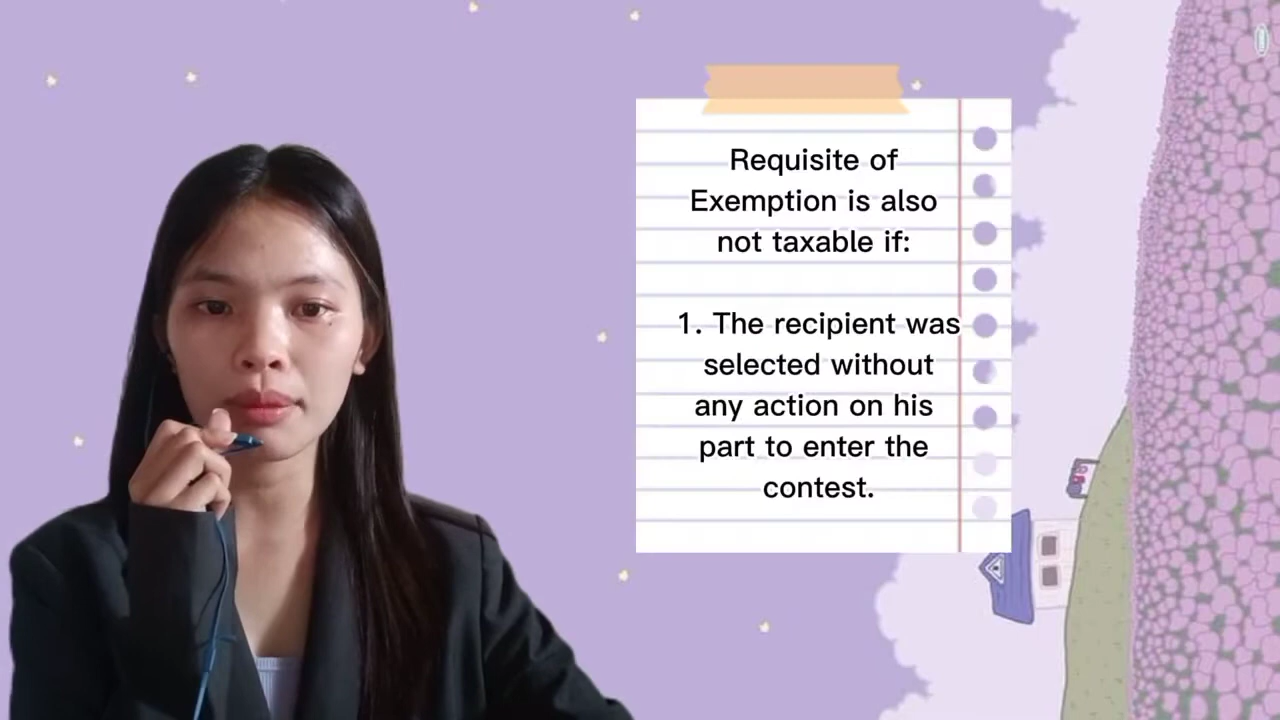 Requisite of
Exemption is also
not taxable if:
1. The recipient was
selected without
any action on his
part to enter the
contest.